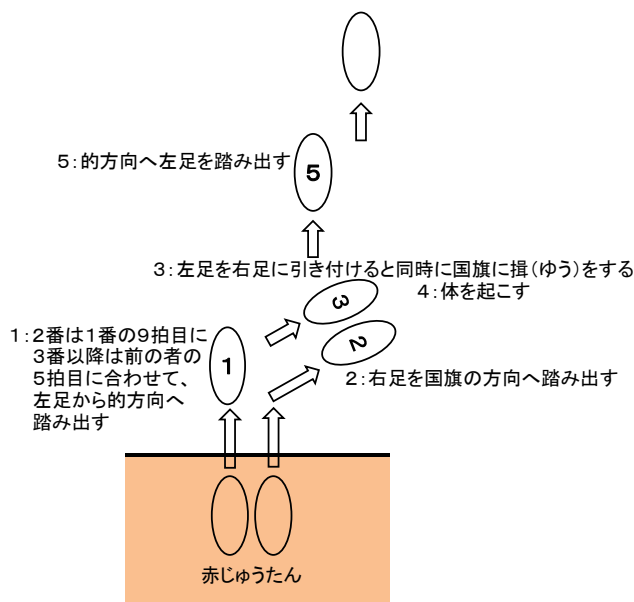 5:的方向へ左足を踏み出す
5
3:左足を右足に引き付けると同時に国旗に揖(ゆう)をする
4:体を起こす
3
1:2番は1番の9拍目に
3番以降は前の者の
5拍目に合わせて、
左足から的方向へ
踏み出す
1
2
2:右足を国旗の方向へ踏み出す
赤じゅうたん